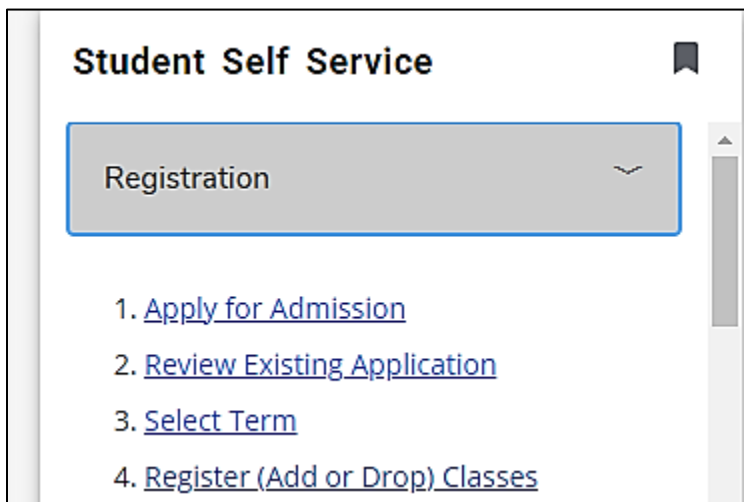 Student Self Service
Registration
1. Apply for Admission
2. Review Existing Application
3. Select Term
4. Register (Add or Drop) Classes